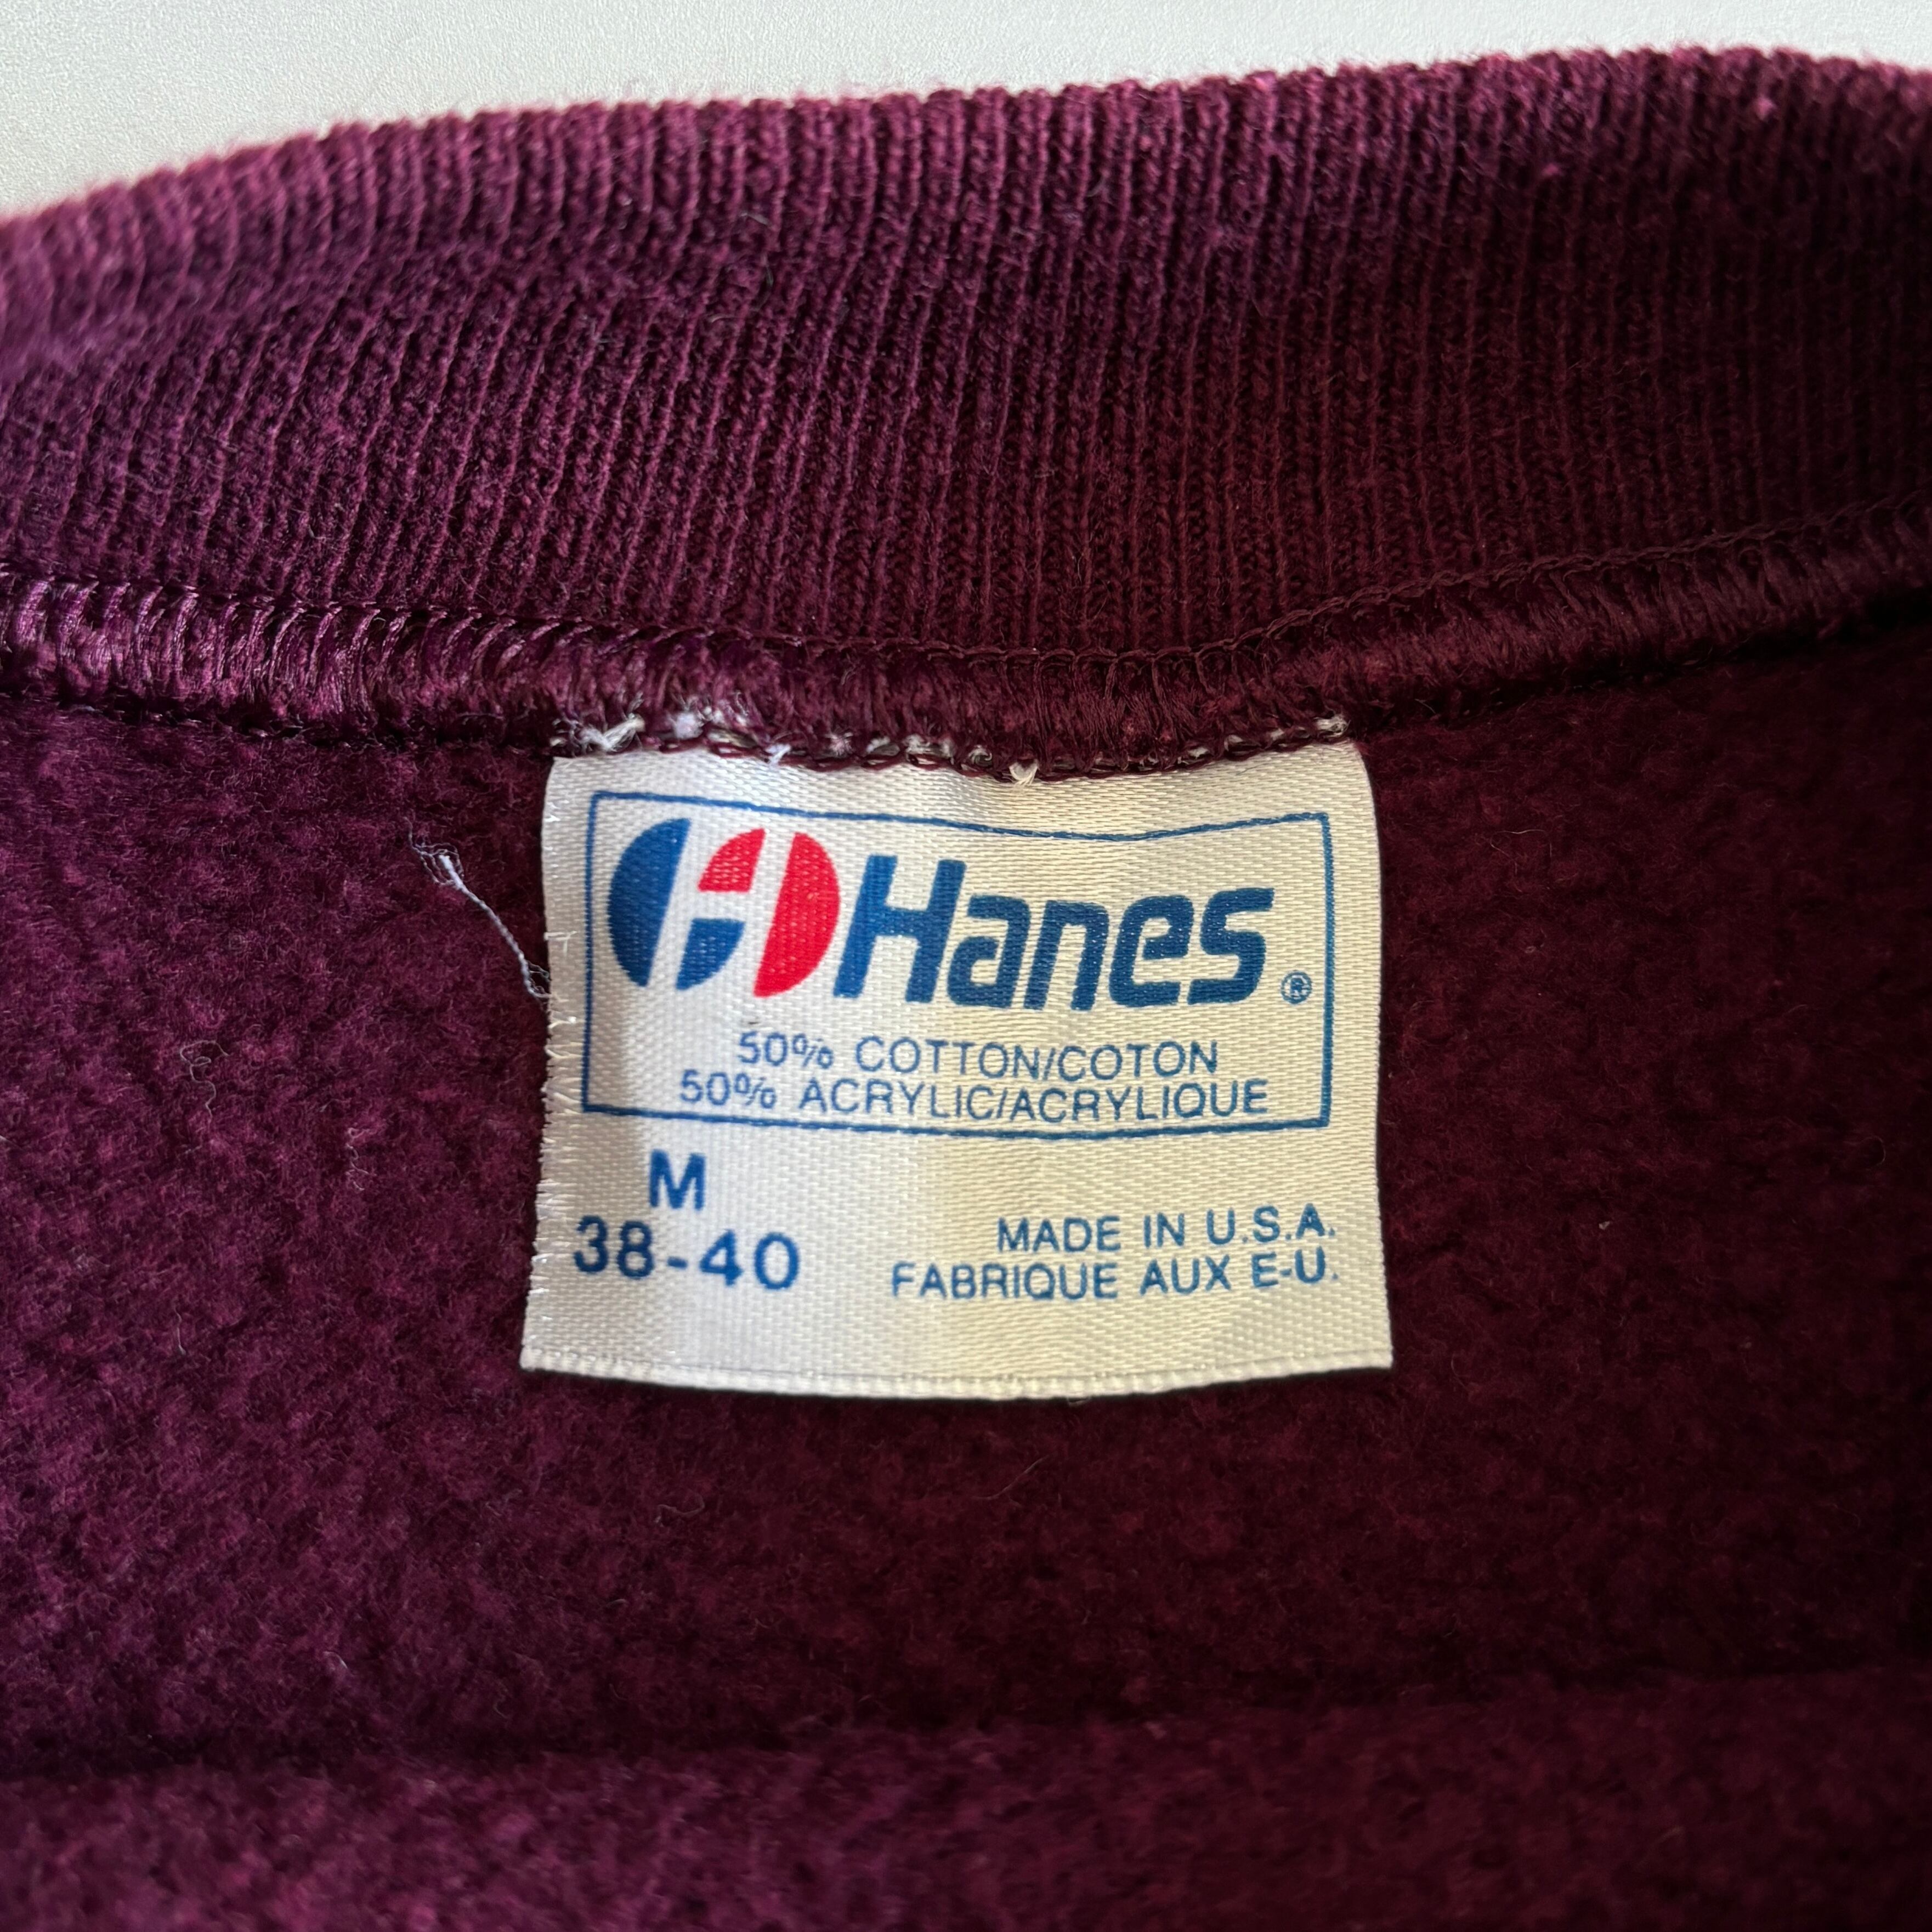 Hanes®
50% COTTON/COTON
50% ACRYLIC/ACRYLIQUE
M
38-40
MADE IN U.S.A.
FABRIQUE AUX E-U.